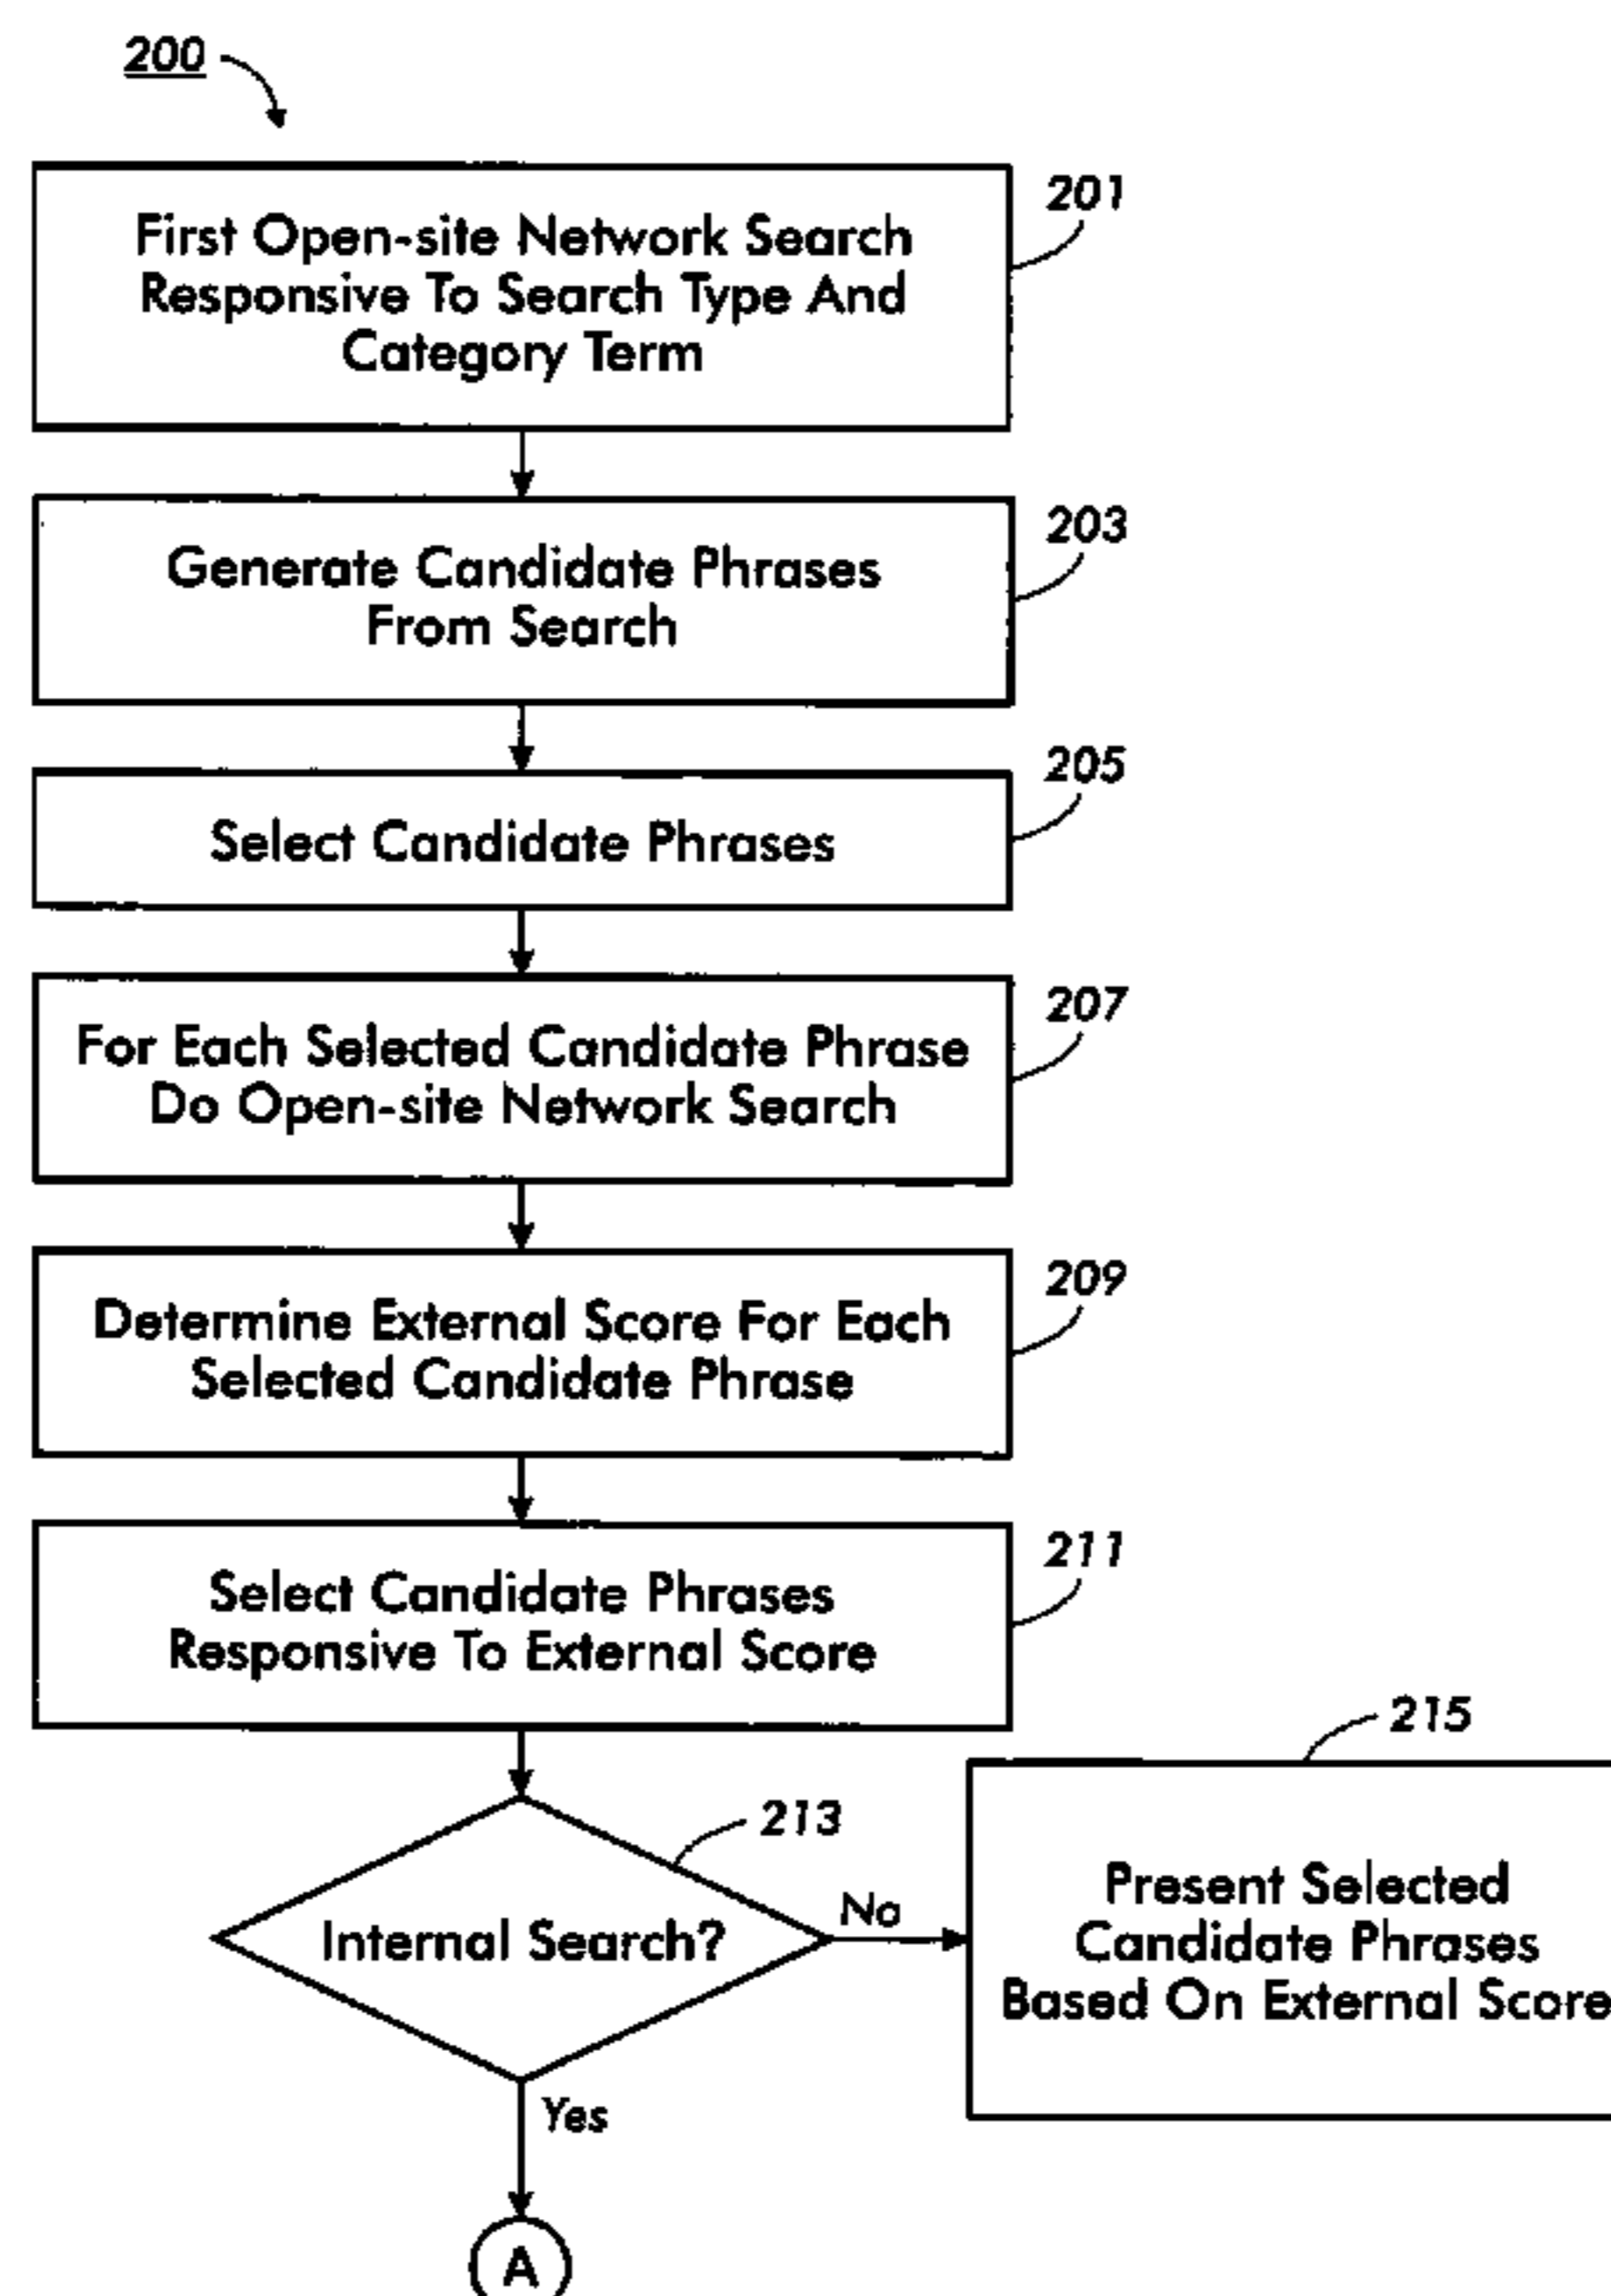 200
First Open-site Network Search
Responsive To Search Type And
Category Term
201
Generate Candidate Phrases
From Search
203
Select Candidate Phrases
205
For Each Selected Candidate Phrase
Do Open-site Network Search
207
Determine External Score For Each
Selected Candidate Phrase
209
Select Candidate Phrases
Responsive To External Score
211
Internal Search?
213
No
Present Selected
Candidate Phrases
Based On External Score
215
Yes
A